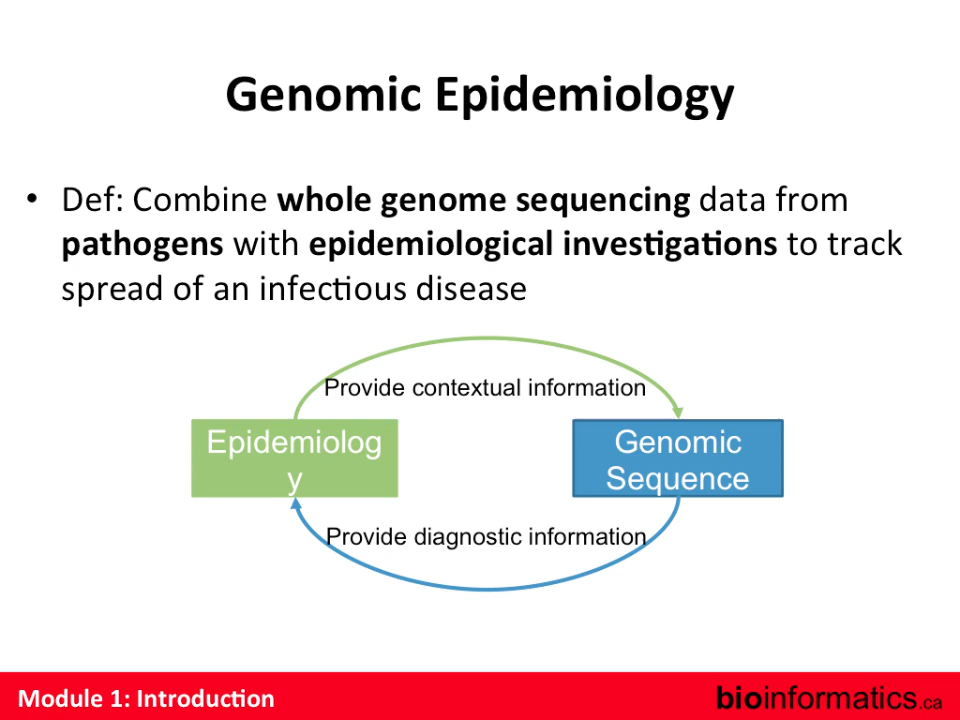 Genomic Epidemiology
• Def: Combine whole genome sequencing data from
pathogens with epidemiological investigations to track
spread of an infectious disease
Provide contextual information
Epidemiolog
y
Genomic
Sequence
Provide diagnostic information
Module 1: Introduction
bioinformatics.ca